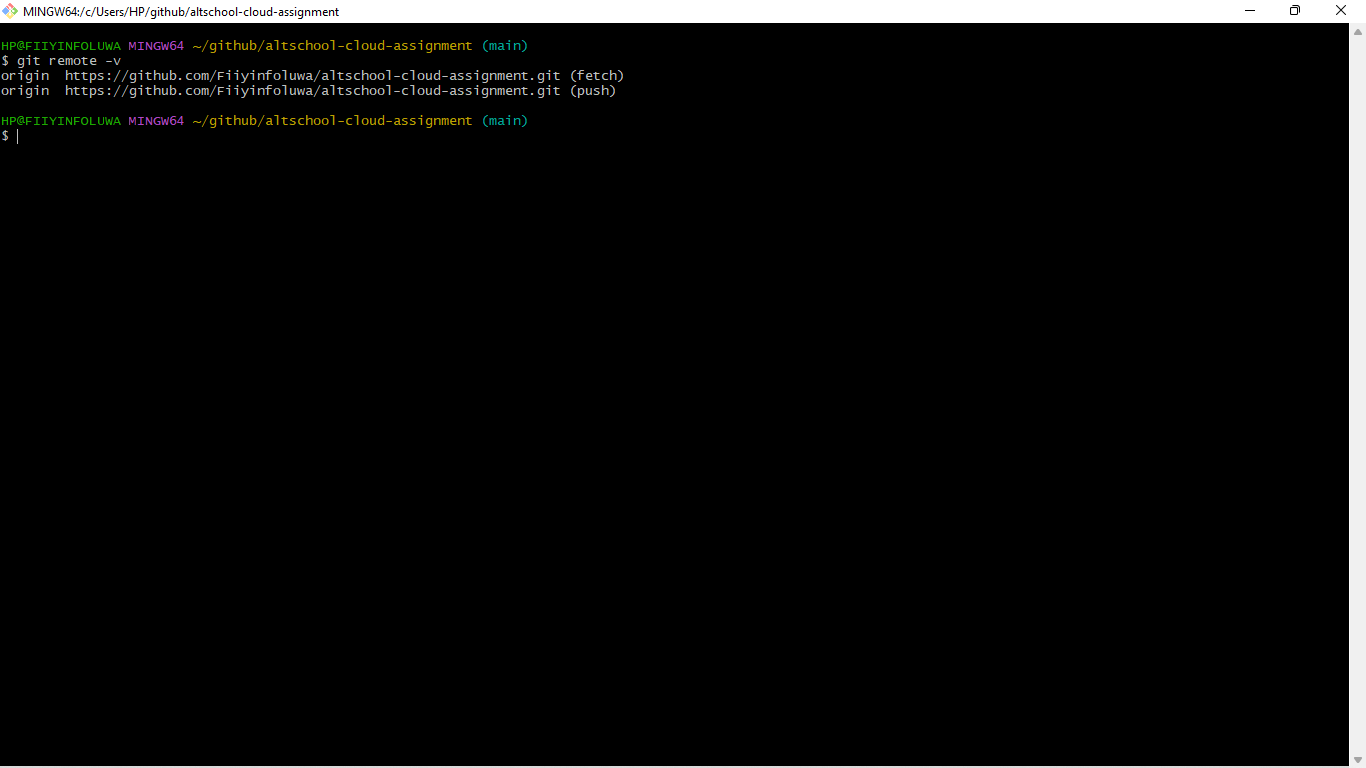 MINGW64:/c/Users/HP/github/altschool-cloud-assignment
HP@FIIYINFOLUWA MINGW64 ~/github/altschool-cloud-assignment (main)
$ git remote -v
origin  https://github.com/Fiiyinfoluwa/altschool-cloud-assignment.git (fetch)
origin  https://github.com/Fiiyinfoluwa/altschool-cloud-assignment.git (push)
HP@FIIYINFOLUWA MINGW64 ~/github/altschool-cloud-assignment (main)
$